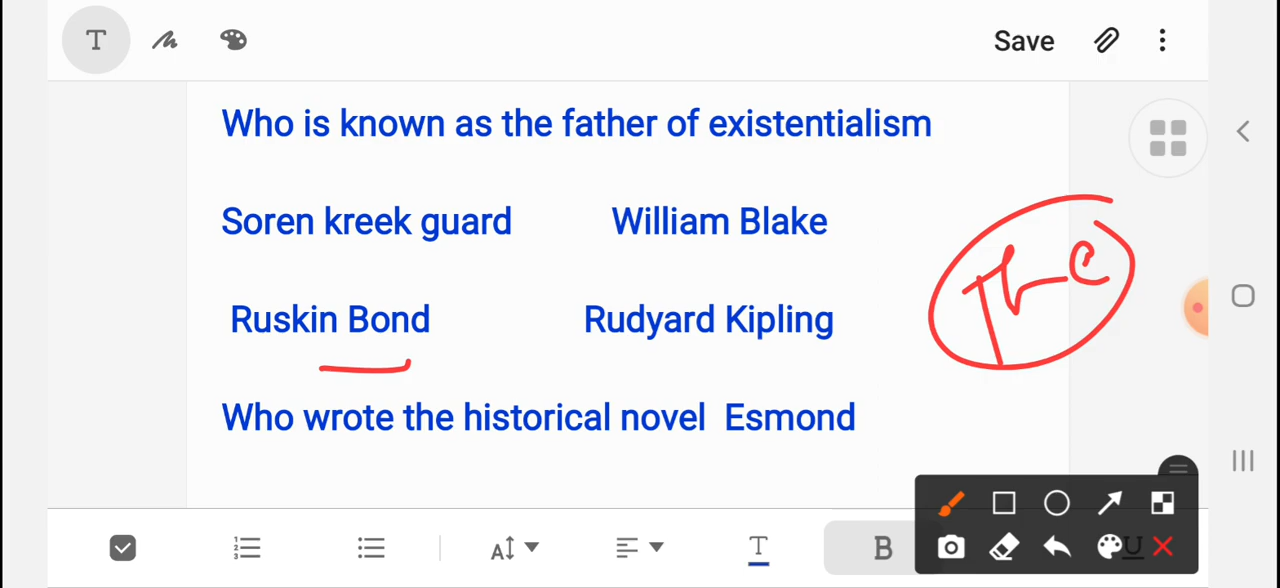 T Save
Who is known as the father of existentialism
Soren kreek guard William Blake
The
Ruskin Bond Rudyard Kipling
Who wrote the historical novel Esmond
A T B U